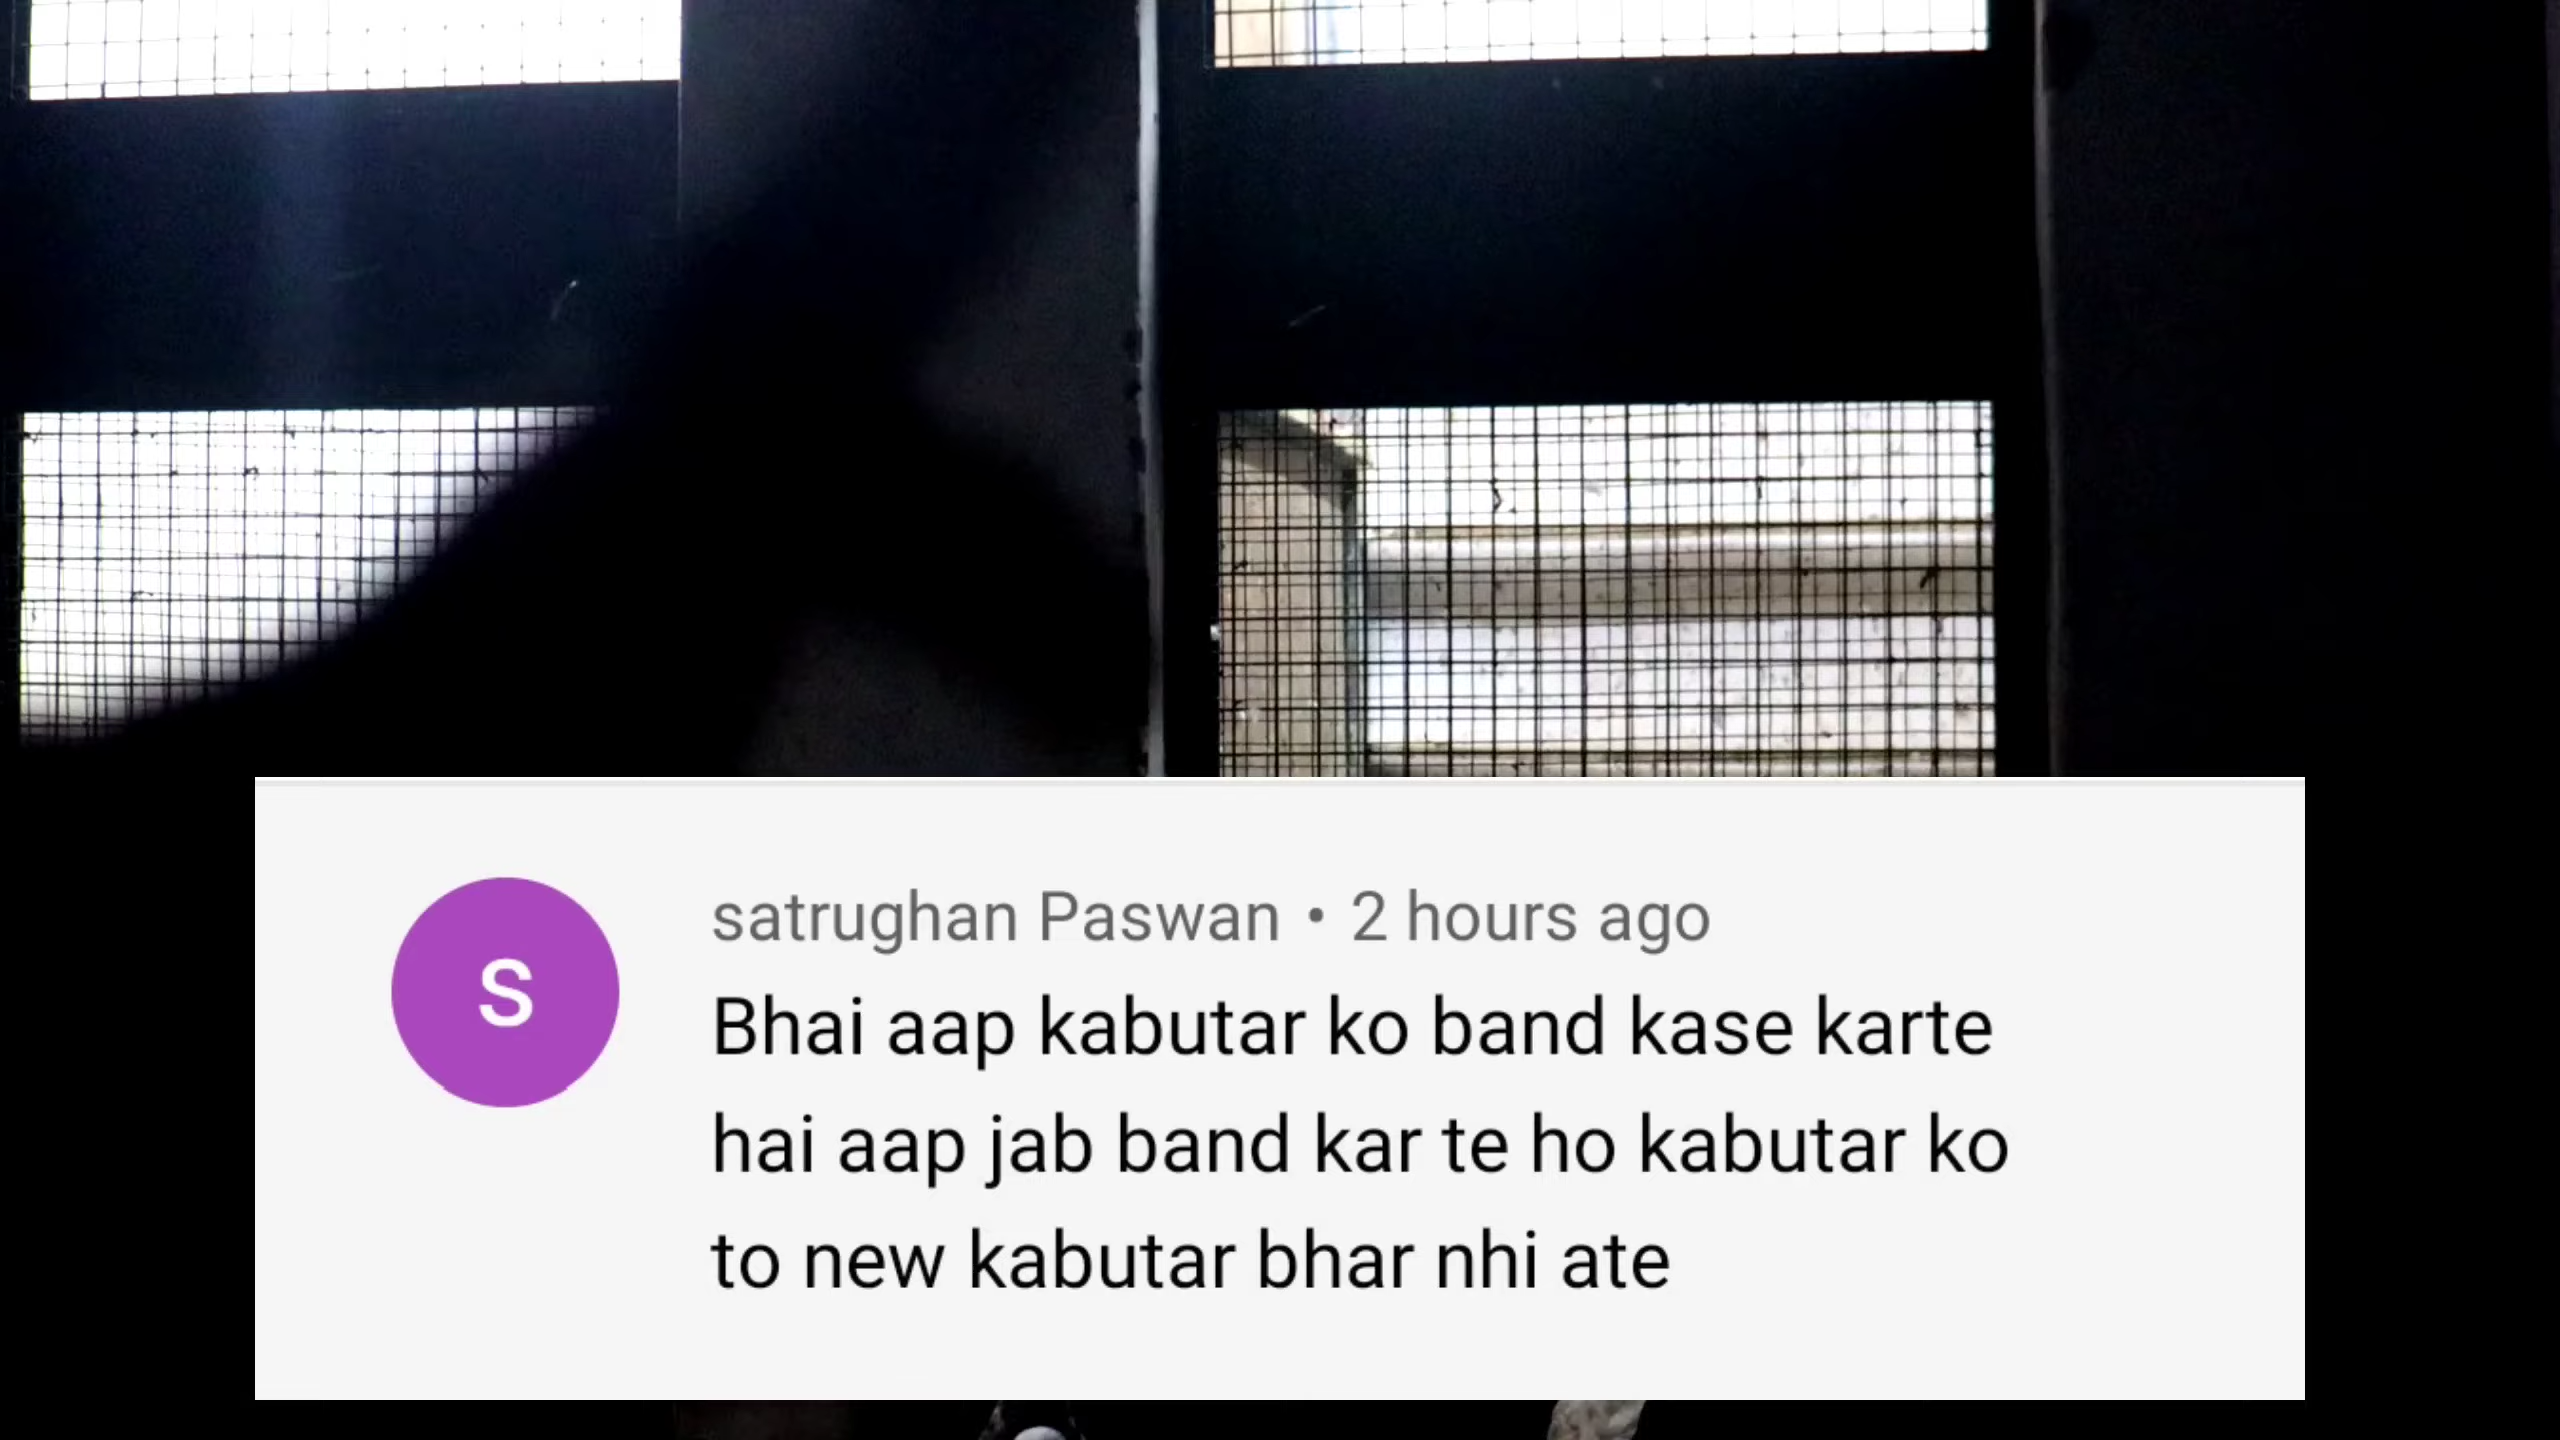 S
satrughan Paswan • 2 hours ago
Bhai aap kabutar ko band kase karte
hai aap jab band kar te ho kabutar ko
to new kabutar bhar nhi ate